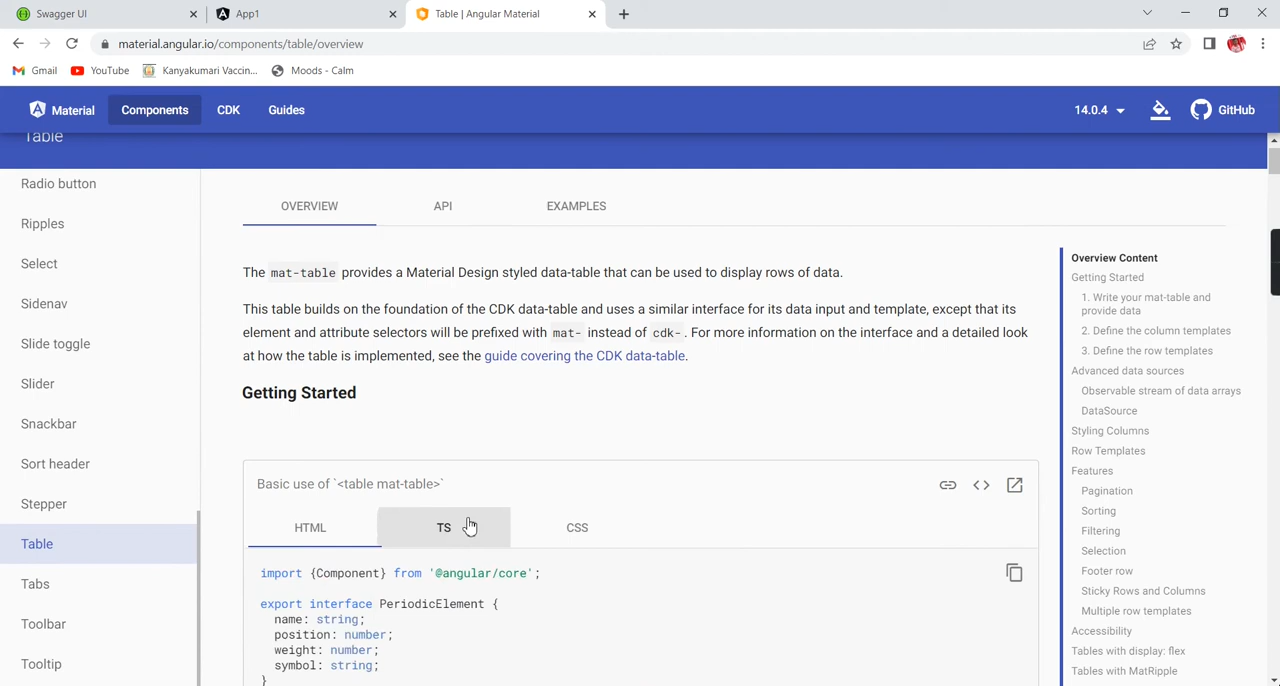 Swagger UI
App1
Table | Angular Material
material.angular.io/components/table/overview
Gmail
YouTube
Kanyakumari Vaccin...
Moods - Calm
Material
Components
CDK
Guides
14.0.4
GitHub
Table
Radio button
Ripples
Select
Sidenav
Slide toggle
Slider
Snackbar
Sort header
Stepper
Table
Tabs
Toolbar
Tooltip
OVERVIEW
API
EXAMPLES
The mat-table provides a Material Design styled data-table that can be used to display rows of data.
This table builds on the foundation of the CDK data-table and uses a similar interface for its data input and template, except that its
element and attribute selectors will be prefixed with mat- instead of cdk-. For more information on the interface and a detailed look
at how the table is implemented, see the guide covering the CDK data-table.
Getting Started
Basic use of `<table mat-table>`
HTML
TS
CSS
import {Component} from '@angular/core';
export interface PeriodicElement {
name: string;
position: number;
weight: number;
symbol: string;
}
Overview Content
Getting Started
1. Write your mat-table and
provide data
2. Define the column templates
3. Define the row templates
Advanced data sources
Observable stream of data arrays
DataSource
Styling Columns
Row Templates
Features
Pagination
Sorting
Filtering
Selection
Footer row
Sticky Rows and Columns
Multiple row templates
Accessibility
Tables with display: flex
Tables with MatRipple